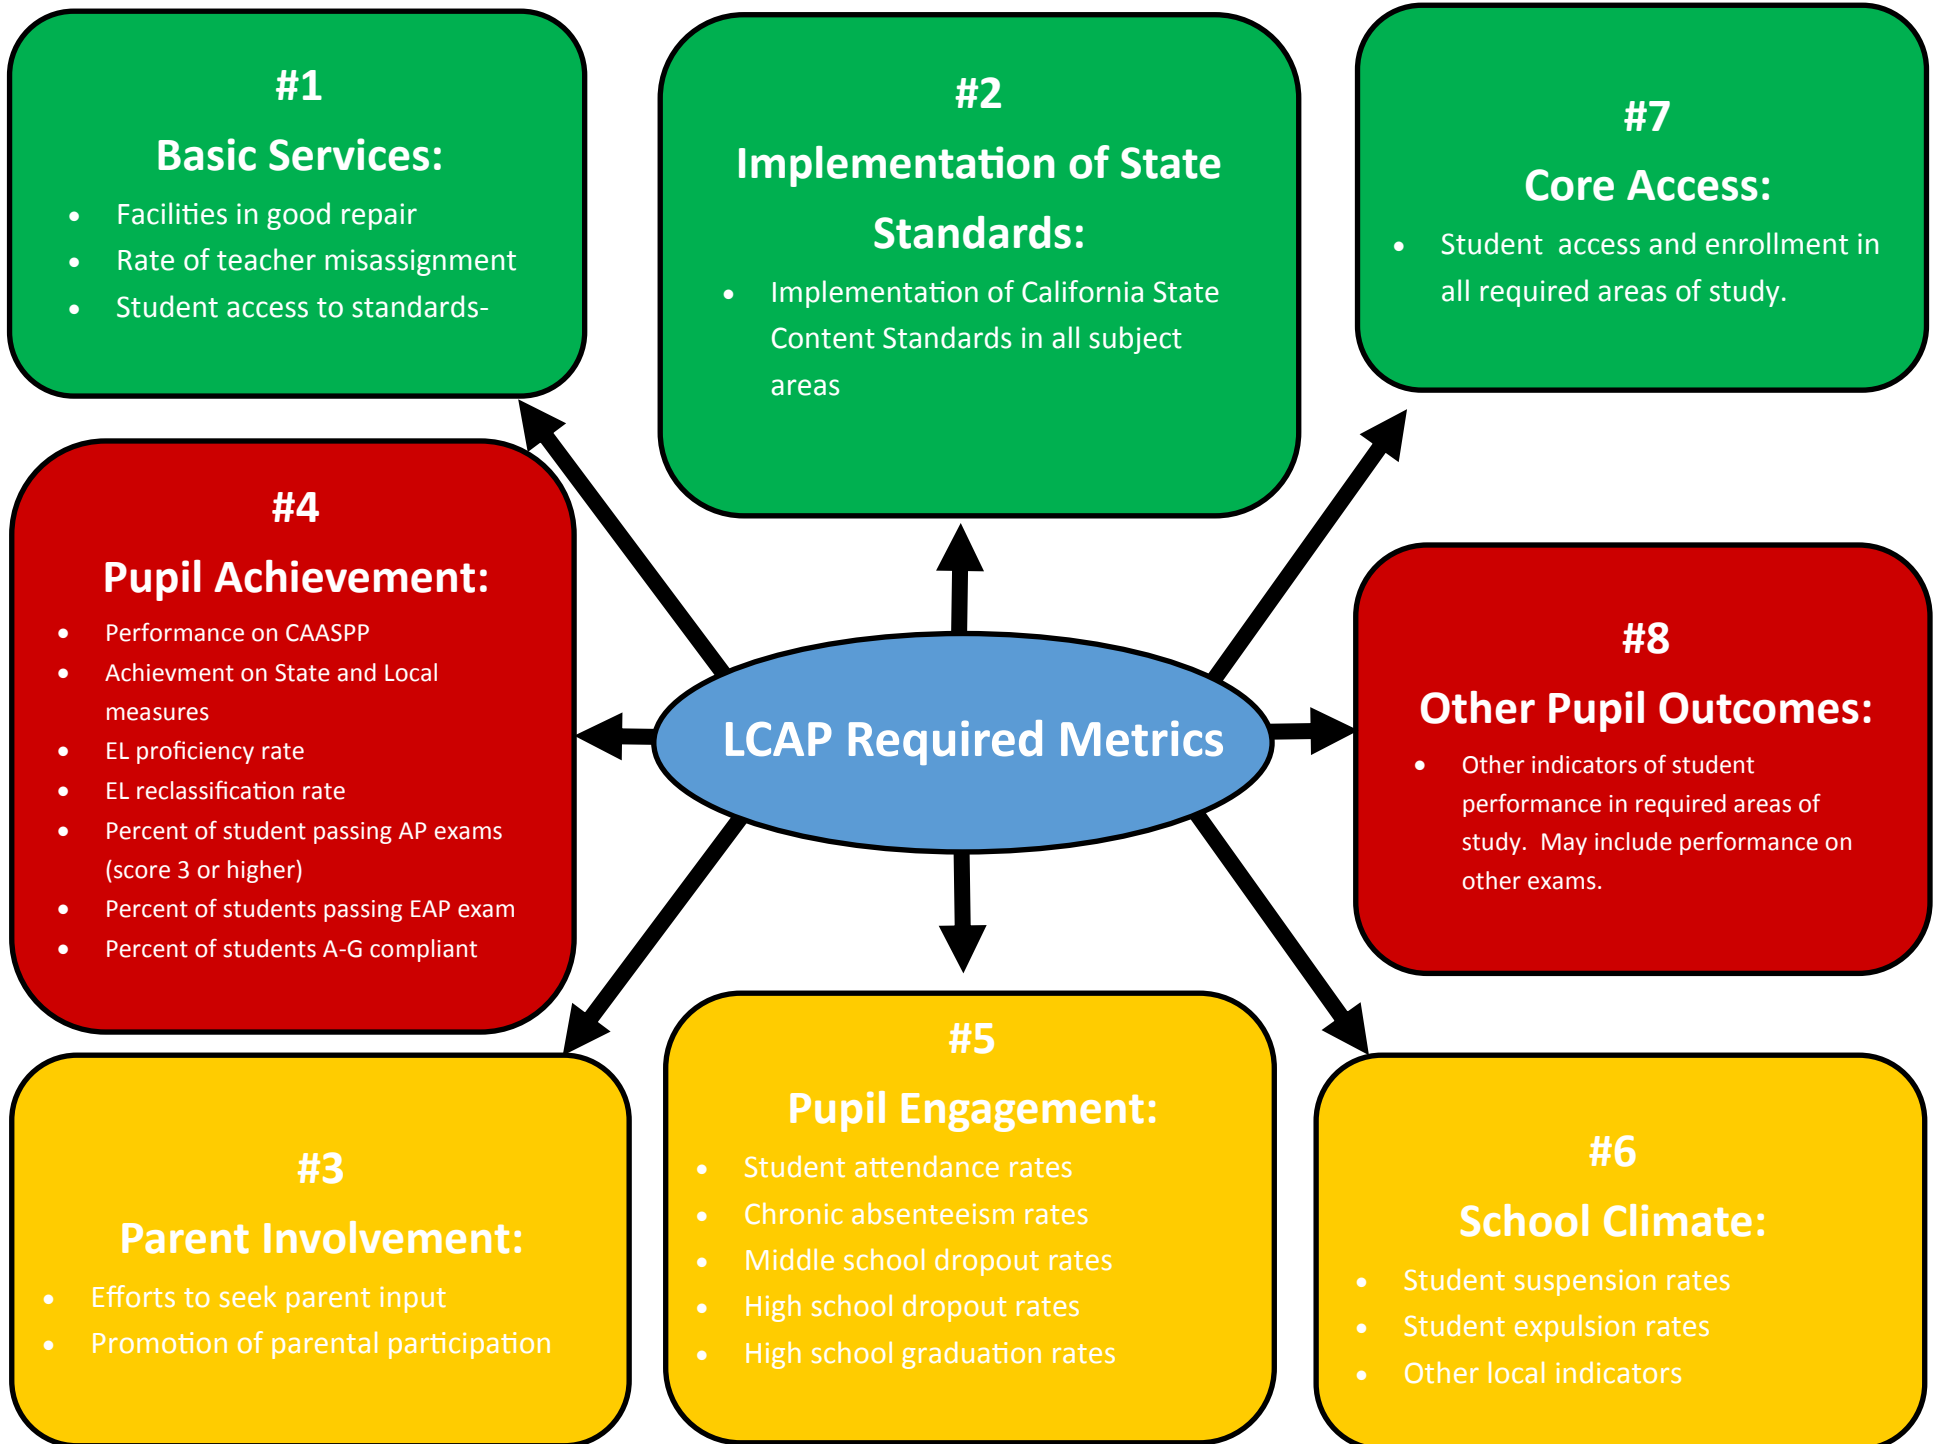 #1
Basic Services:
• Facilities in good repair
• Rate of teacher misassignment
• Student access to standards-
#2
Implementation of State
Standards:
• Implementation of California State
Content Standards in all subject
areas
#7
Core Access:
• Student  access and enrollment in
all required areas of study.
#4
Pupil Achievement:
• Performance on CAASPP
• Achievment on State and Local
measures
• EL proficiency rate
• EL reclassification rate
• Percent of student passing AP exams
(score 3 or higher)
• Percent of students passing EAP exam
• Percent of students A-G compliant
LCAP Required Metrics
#8
Other Pupil Outcomes:
• Other indicators of student
performance in required areas of
study.  May include performance on
other exams.
#3
Parent Involvement:
• Efforts to seek parent input
• Promotion of parental participation
#5
Pupil Engagement:
• Student attendance rates
• Chronic absenteeism rates
• Middle school dropout rates
• High school dropout rates
• High school graduation rates
#6
School Climate:
• Student suspension rates
• Student expulsion rates
• Other local indicators